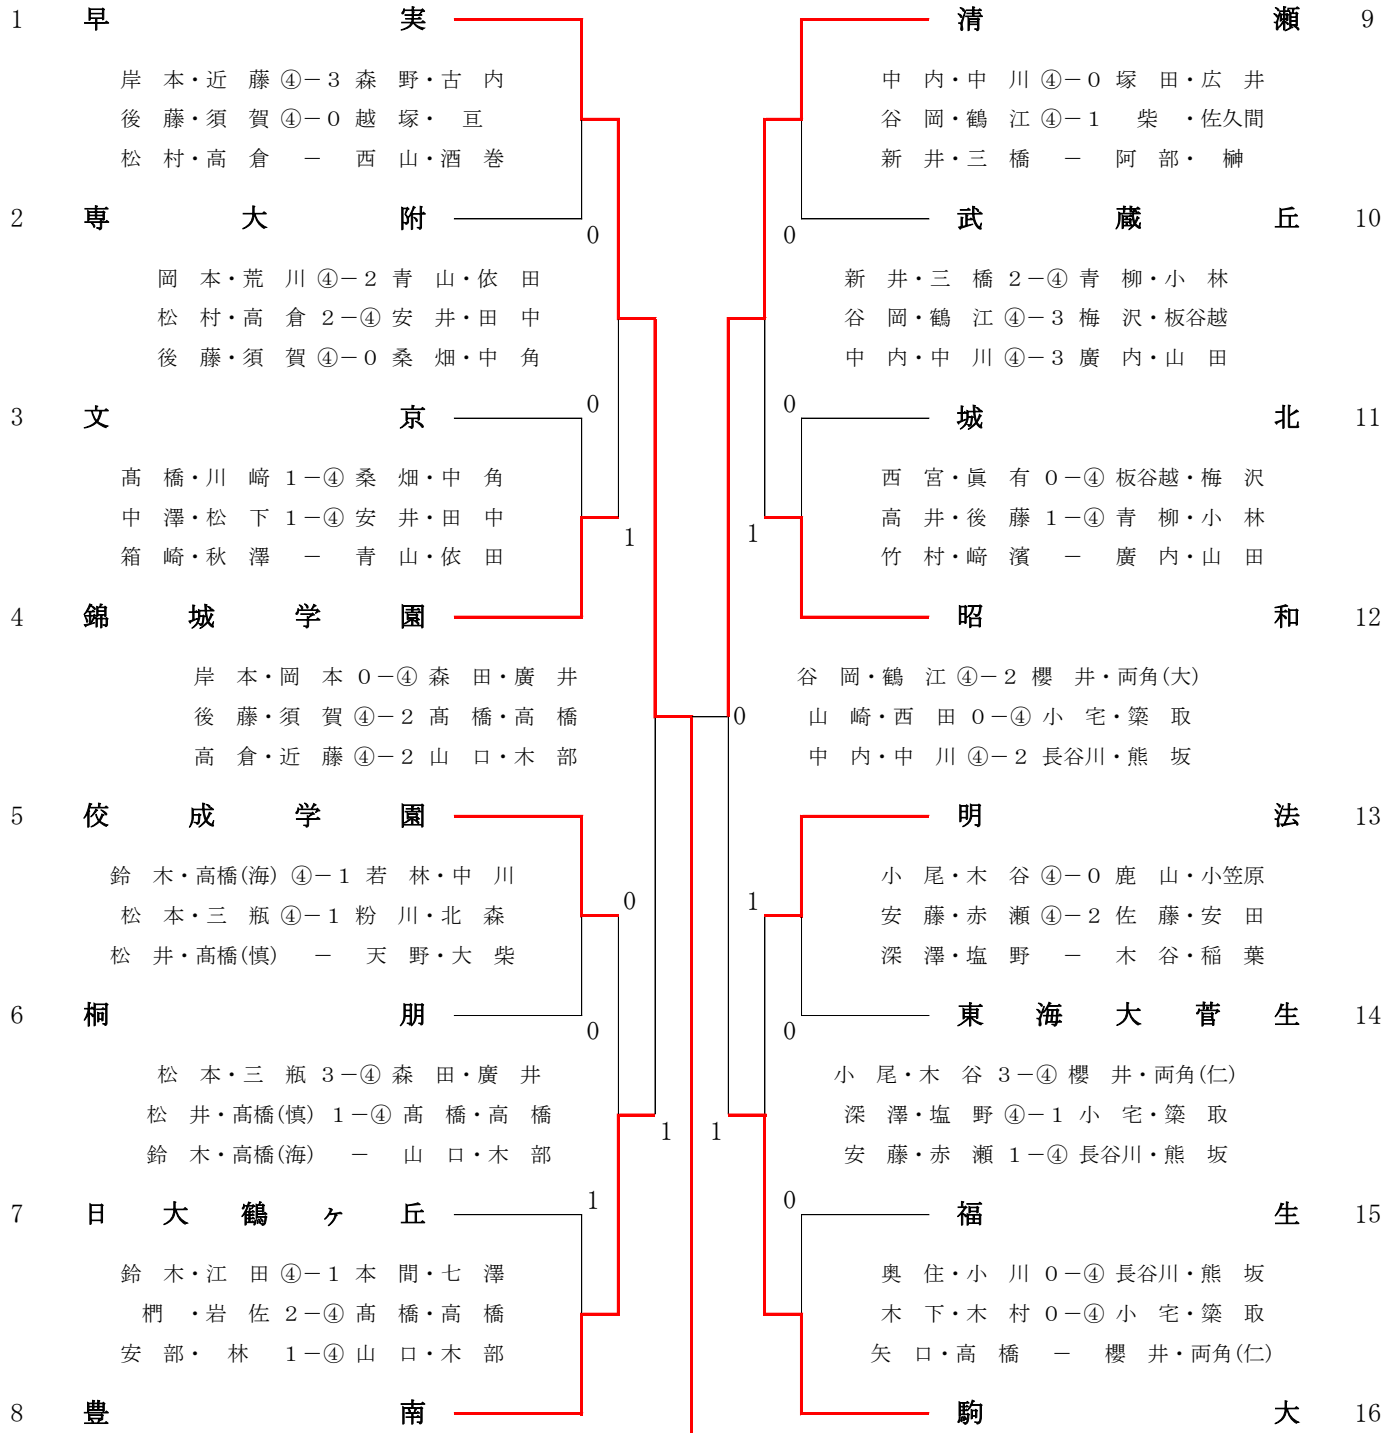 1 早実
岸本・近藤 ④－3 森野・古内
後藤・須賀 ④－0 越塚・亘
松村・高倉 － 西山・酒巻
2 専大附
0
岡本・荒川 ④－2 青山・依田
松村・高倉 2－④ 安井・田中
後藤・須賀 ④－0 桑畑・中角
0
3 文京
髙橋・川﨑 1－④ 桑畑・中角
中澤・松下 1－④ 安井・田中
1
箱崎・秋澤 － 青山・依田
4 錦城学園
岸本・岡本 0－④ 森田・廣井
後藤・須賀 ④－2 髙橋・高橋
高倉・近藤 ④－2 山口・木部
5 佼成学園
鈴木・高橋(海) ④－1 若林・中川
0
松本・三瓶 ④－1 粉川・北森
松井・髙橋(慎) － 天野・大柴
6 桐朋
0
松本・三瓶 3－④ 森田・廣井
松井・髙橋(慎) 1－④ 髙橋・高橋
1
鈴木・高橋(海) － 山口・木部
1
7 日大鶴ヶ丘
鈴木・江田 ④－1 本間・七澤
椚・岩佐 2－④ 髙橋・高橋
安部・林 1－④ 山口・木部
8 豊南
清瀬 9
中内・中川 ④－0 塚田・広井
谷岡・鶴江 ④－1 柴・佐久間
新井・三橋 － 阿部・榊
武蔵丘 10
0
新井・三橋 2－④ 青柳・小林
谷岡・鶴江 ④－3 梅沢・板谷越
中内・中川 ④－3 廣内・山田
0
城北 11
西宮・眞有 0－④ 板谷越・梅沢
高井・後藤 1－④ 青柳・小林
1
竹村・﨑濱 － 廣内・山田
昭和 12
谷岡・鶴江 ④－2 櫻井・両角(大)
山崎・西田 0－④ 小宅・簗取
0
中内・中川 ④－2 長谷川・熊坂
明法 13
小尾・木谷 ④－0 鹿山・小笠原
1
安藤・赤瀬 ④－2 佐藤・安田
深澤・塩野 － 木谷・稲葉
東海大菅生 14
0
小尾・木谷 3－④ 櫻井・両角(仁)
深澤・塩野 ④－1 小宅・簗取
1
安藤・赤瀬 1－④ 長谷川・熊坂
0
福生 15
奥住・小川 0－④ 長谷川・熊坂
木下・木村 0－④ 小宅・簗取
矢口・高橋 － 櫻井・両角(仁)
駒大 16